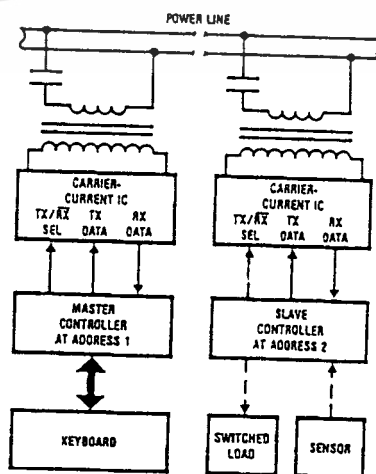 POWER LINE
CARRIER-
CURRENT IC
TX/RX TX RX
SEL DATA DATA
CARRIER-
CURRENT IC
TX/RX TX RX
SEL DATA DATA
MASTER
CONTROLLER
AT ADDRESS 1
SLAVE
CONTROLLER
AT ADDRESS 2
KEYBOARD
SWITCHED
LOAD
SENSOR